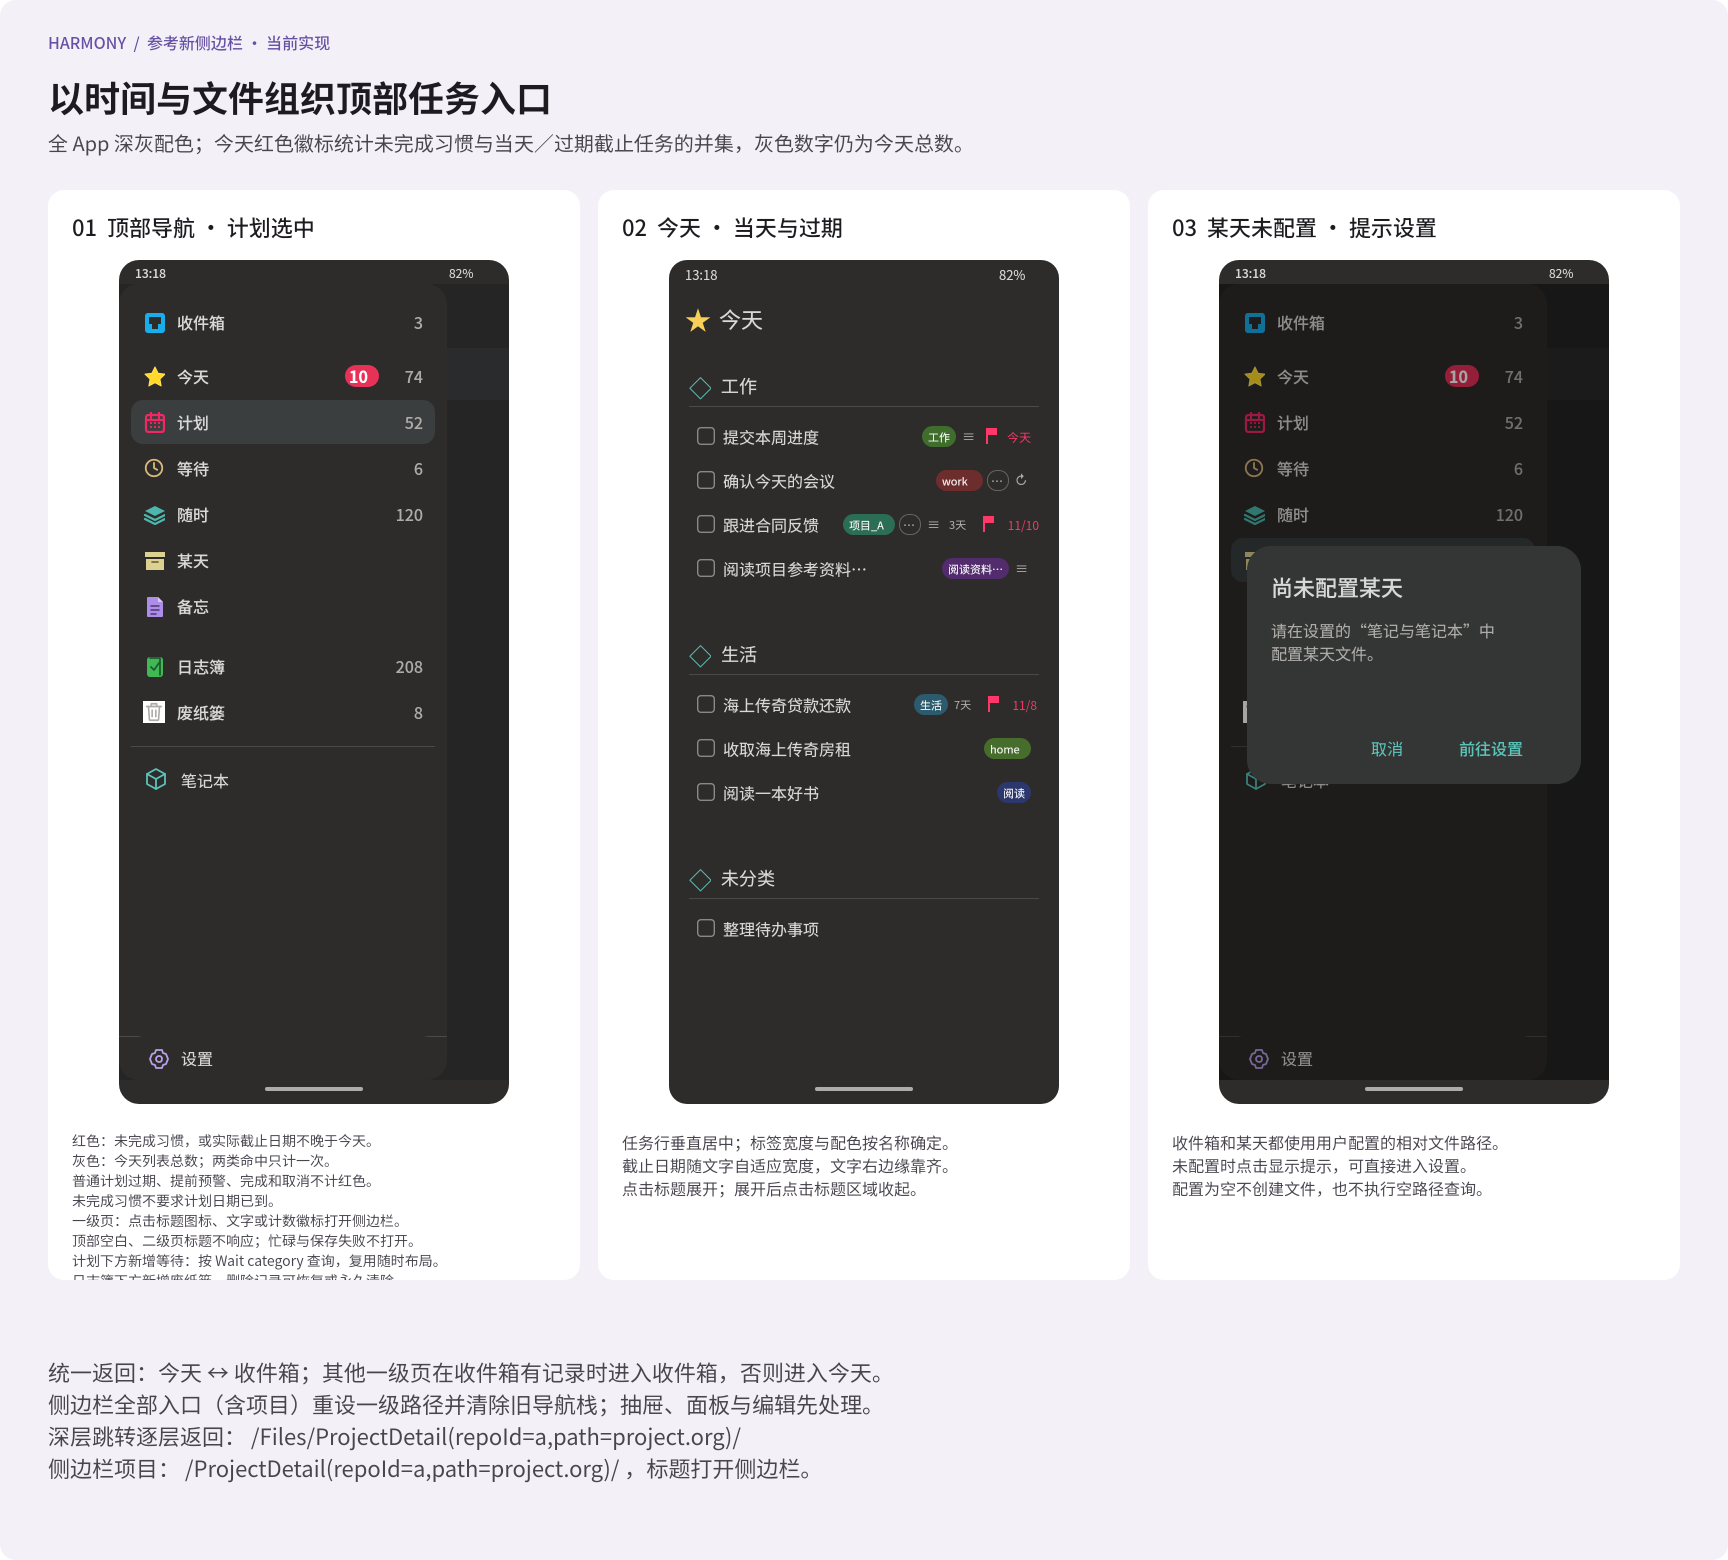 HARMONY / 参考新侧边栏 · 当前实现
以时间与文件组织顶部任务入口
全 App 深灰配色；今天红色徽标统计未完成习惯与当天／过期截止任务的并集，灰色数字仍为今天总数。
01 顶部导航 · 计划选中
13:18 82%
收件箱 3
今天 10 74
计划 52
等待 6
随时 120
某天
备忘
日志簿 208
废纸篓 8
笔记本
设置
红色：未完成习惯，或实际截止日期不晚于今天。
灰色：今天列表总数；两类命中只计一次。
普通计划过期、提前预警、完成和取消不计红色。
未完成习惯不要求计划日期已到。
一级页：点击标题图标、文字或计数徽标打开侧边栏。
顶部空白、二级页标题不响应；忙碌与保存失败不打开。
计划下方新增等待：按 Wait category 查询，复用随时布局。
02 今天 · 当天与过期
13:18 82%
今天
工作
提交本周进度 工作 今天
确认今天的会议 work ···
跟进合同反馈 项目_A ··· 3天 11/10
阅读项目参考资料… 阅读资料…
生活
海上传奇贷款还款 生活 7天 11/8
收取海上传奇房租 home
阅读一本好书 阅读
未分类
整理待办事项
任务行垂直居中；标签宽度与配色按名称确定。
截止日期随文字自适应宽度，文字右边缘靠齐。
点击标题展开；展开后点击标题区域收起。
03 某天未配置 · 提示设置
13:18 82%
收件箱 3
今天 10 74
计划 52
等待 6
随时 120
尚未配置某天
请在设置的“笔记与笔记本”中
配置某天文件。
取消 前往设置
笔记本
设置
收件箱和某天都使用用户配置的相对文件路径。
未配置时点击显示提示，可直接进入设置。
配置为空不创建文件，也不执行空路径查询。
统一返回：今天 ↔ 收件箱；其他一级页在收件箱有记录时进入收件箱，否则进入今天。
侧边栏全部入口（含项目）重设一级路径并清除旧导航栈；抽屉、面板与编辑先处理。
深层跳转逐层返回： /Files/ProjectDetail(repoId=a,path=project.org)/
侧边栏项目： /ProjectDetail(repoId=a,path=project.org)/ ，标题打开侧边栏。